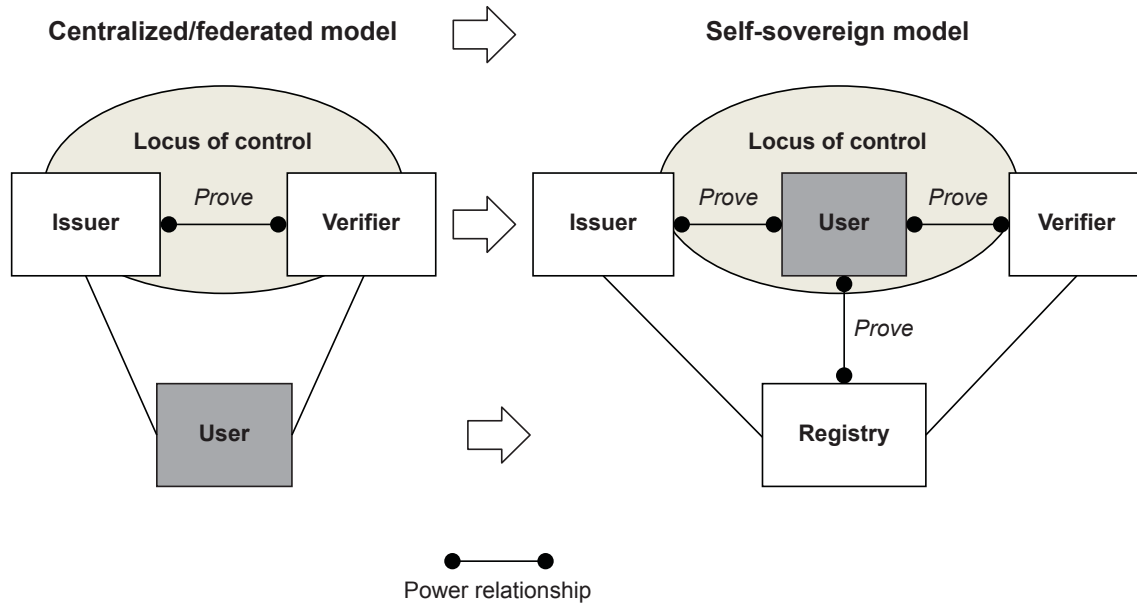 Centralized/federated model
Self-sovereign model
Locus of control
Prove
Issuer
Verifier
User
Locus of control
Prove
Prove
Issuer
User
Verifier
Prove
Registry
Power relationship